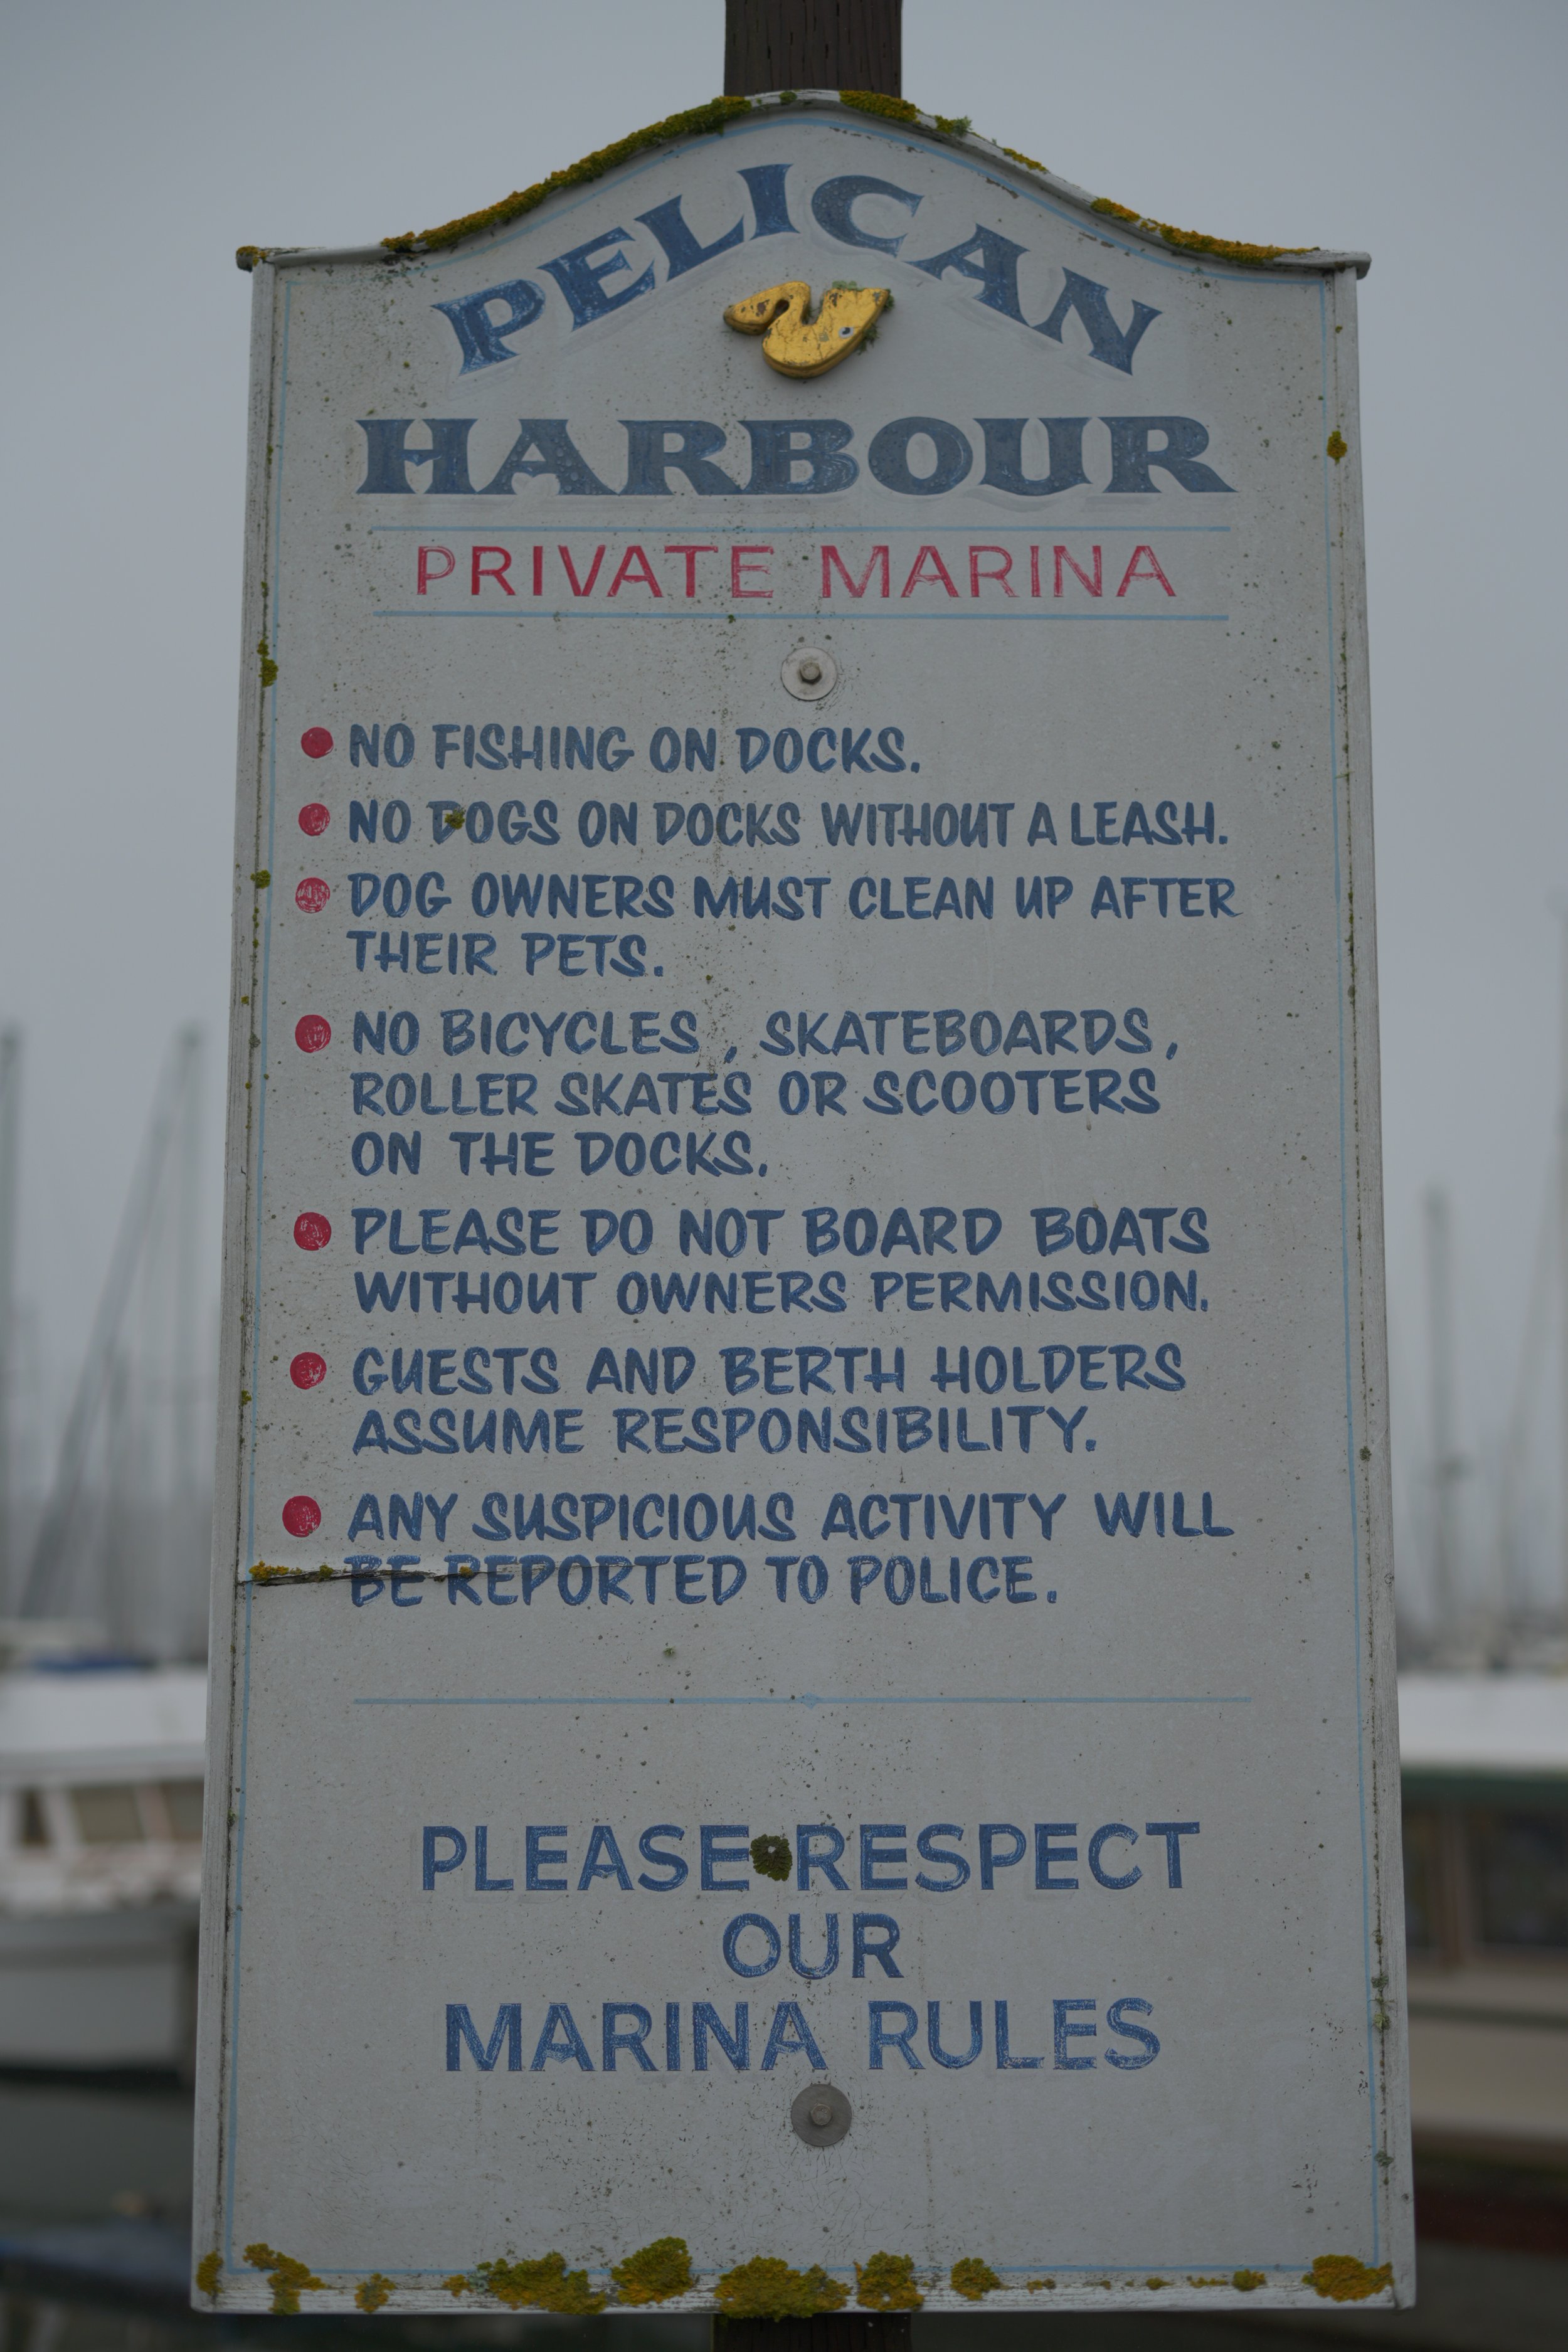 PELICAN
HARBOUR
PRIVATE MARINA
NO FISHING ON DOCKS.
NO DOGS ON DOCKS WITHOUT A LEASH.
DOG OWNERS MUST CLEAN UP AFTER
THEIR PETS.
NO BICYCLES , SKATEBOARDS,
ROLLER SKATES OR SCOOTERS
ON THE DOCKS.
PLEASE DO NOT BOARD BOATS
WITHOUT OWNERS PERMISSION.
GUESTS AND BERTH HOLDERS
ASSUME RESPONSIBILITY.
ANY SUSPICIOUS ACTIVITY WILL
BE REPORTED TO POLICE.
PLEASE RESPECT
OUR
MARINA RULES